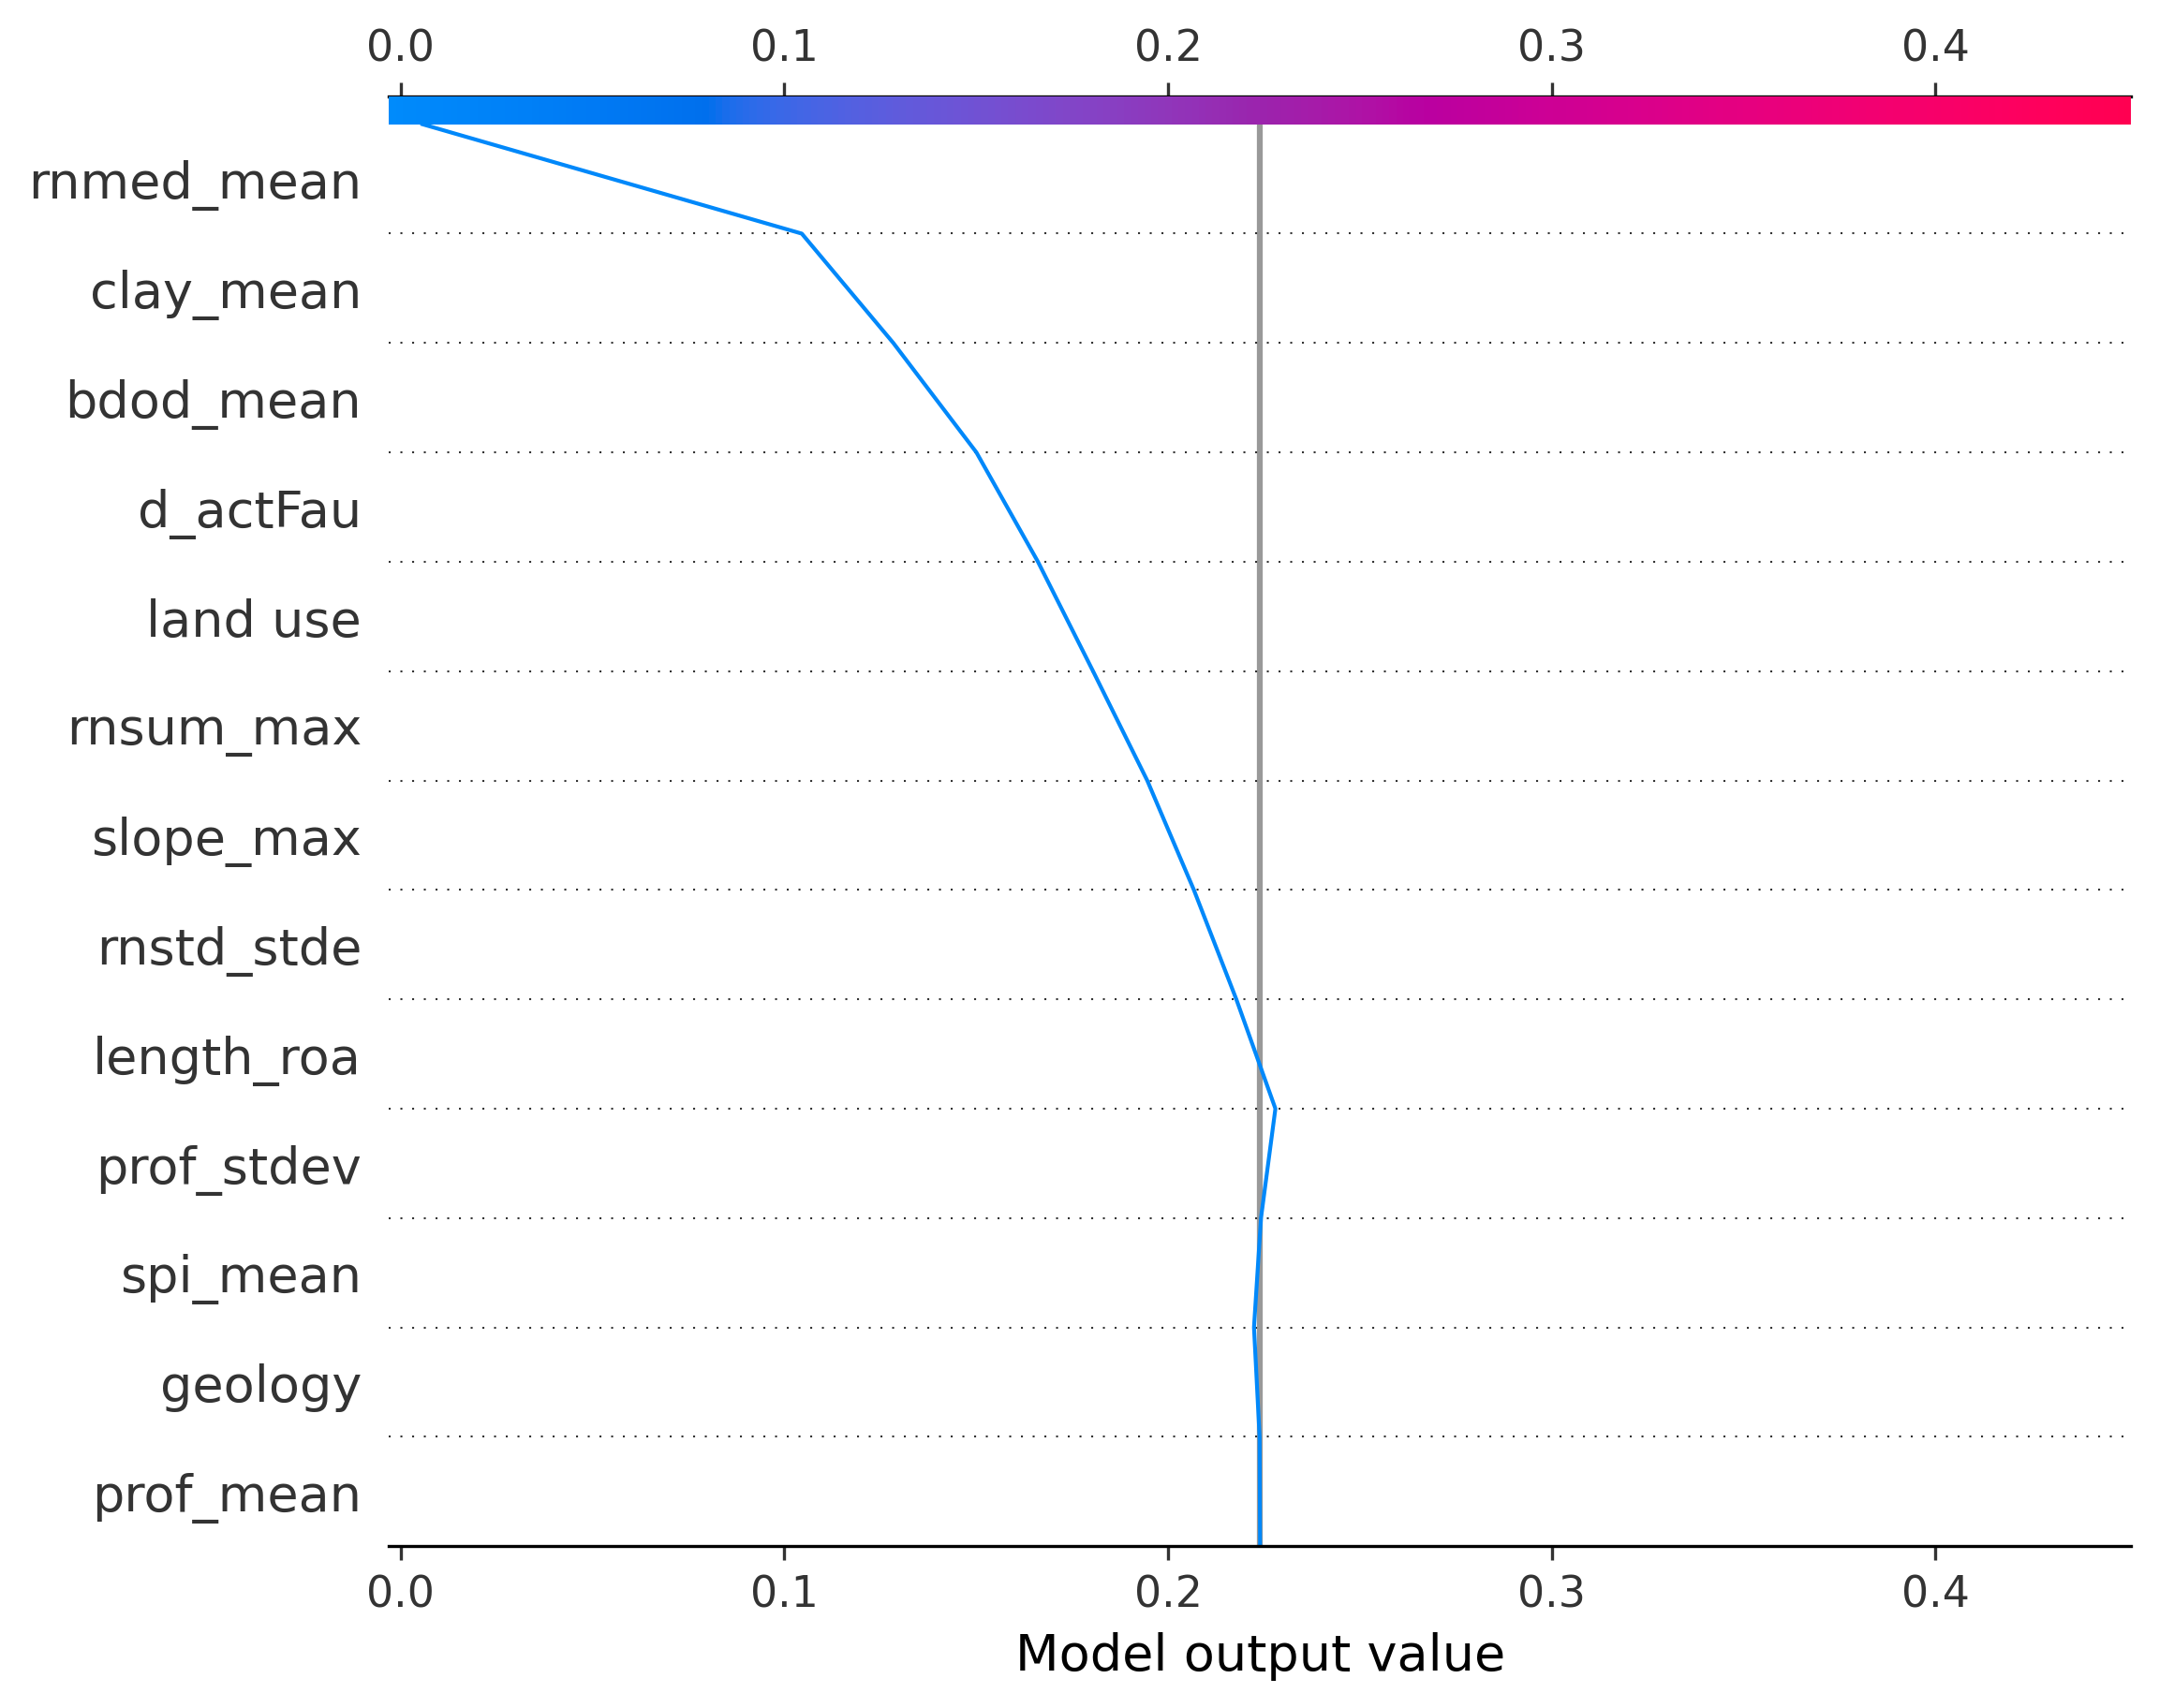 0.0 0.1 0.2 0.3 0.4
rnmed_mean
clay_mean
bdod_mean
d_actFau
land use
rnsum_max
slope_max
rnstd_stde
length_roa
prof_stdev
spi_mean
geology
prof_mean
0.0 0.1 0.2 0.3 0.4
Model output value